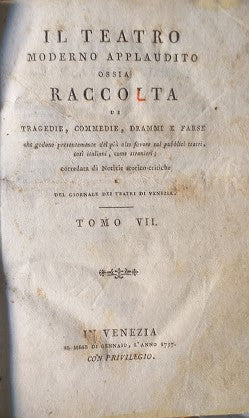 IL TEATRO
MODERNO APPLAUDITO
OSSIA
RACCOLTA
DI
TRAGEDIE, COMMEDIE, DRAMMI E FARSE
che godono presentemente del più alto favore sui pubblici teatri,
così italiani, come stranieri;
corredata di Notizie storico-critiche
E
DEL GIORNALE DEI TEATRI DI VENEZIA.
TOMO VII.
IN VENEZIA
IL MESE DI GENNAIO, L'ANNO 1797.
CON PRIVILEGIO.